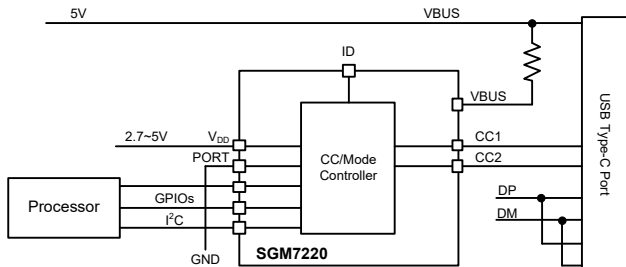 5V
VBUS
ID
VBUS
2.7~5V
VDD
PORT
CC1
CC2
CC/Mode
Controller
Processor
GPIOs
I²C
GND
SGM7220
DP
DM
USB Type-C Port